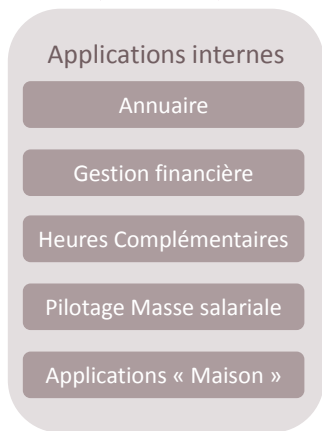 Applications internes
Annuaire
Gestion financière
Heures Complémentaires
Pilotage Masse salariale
Applications « Maison »